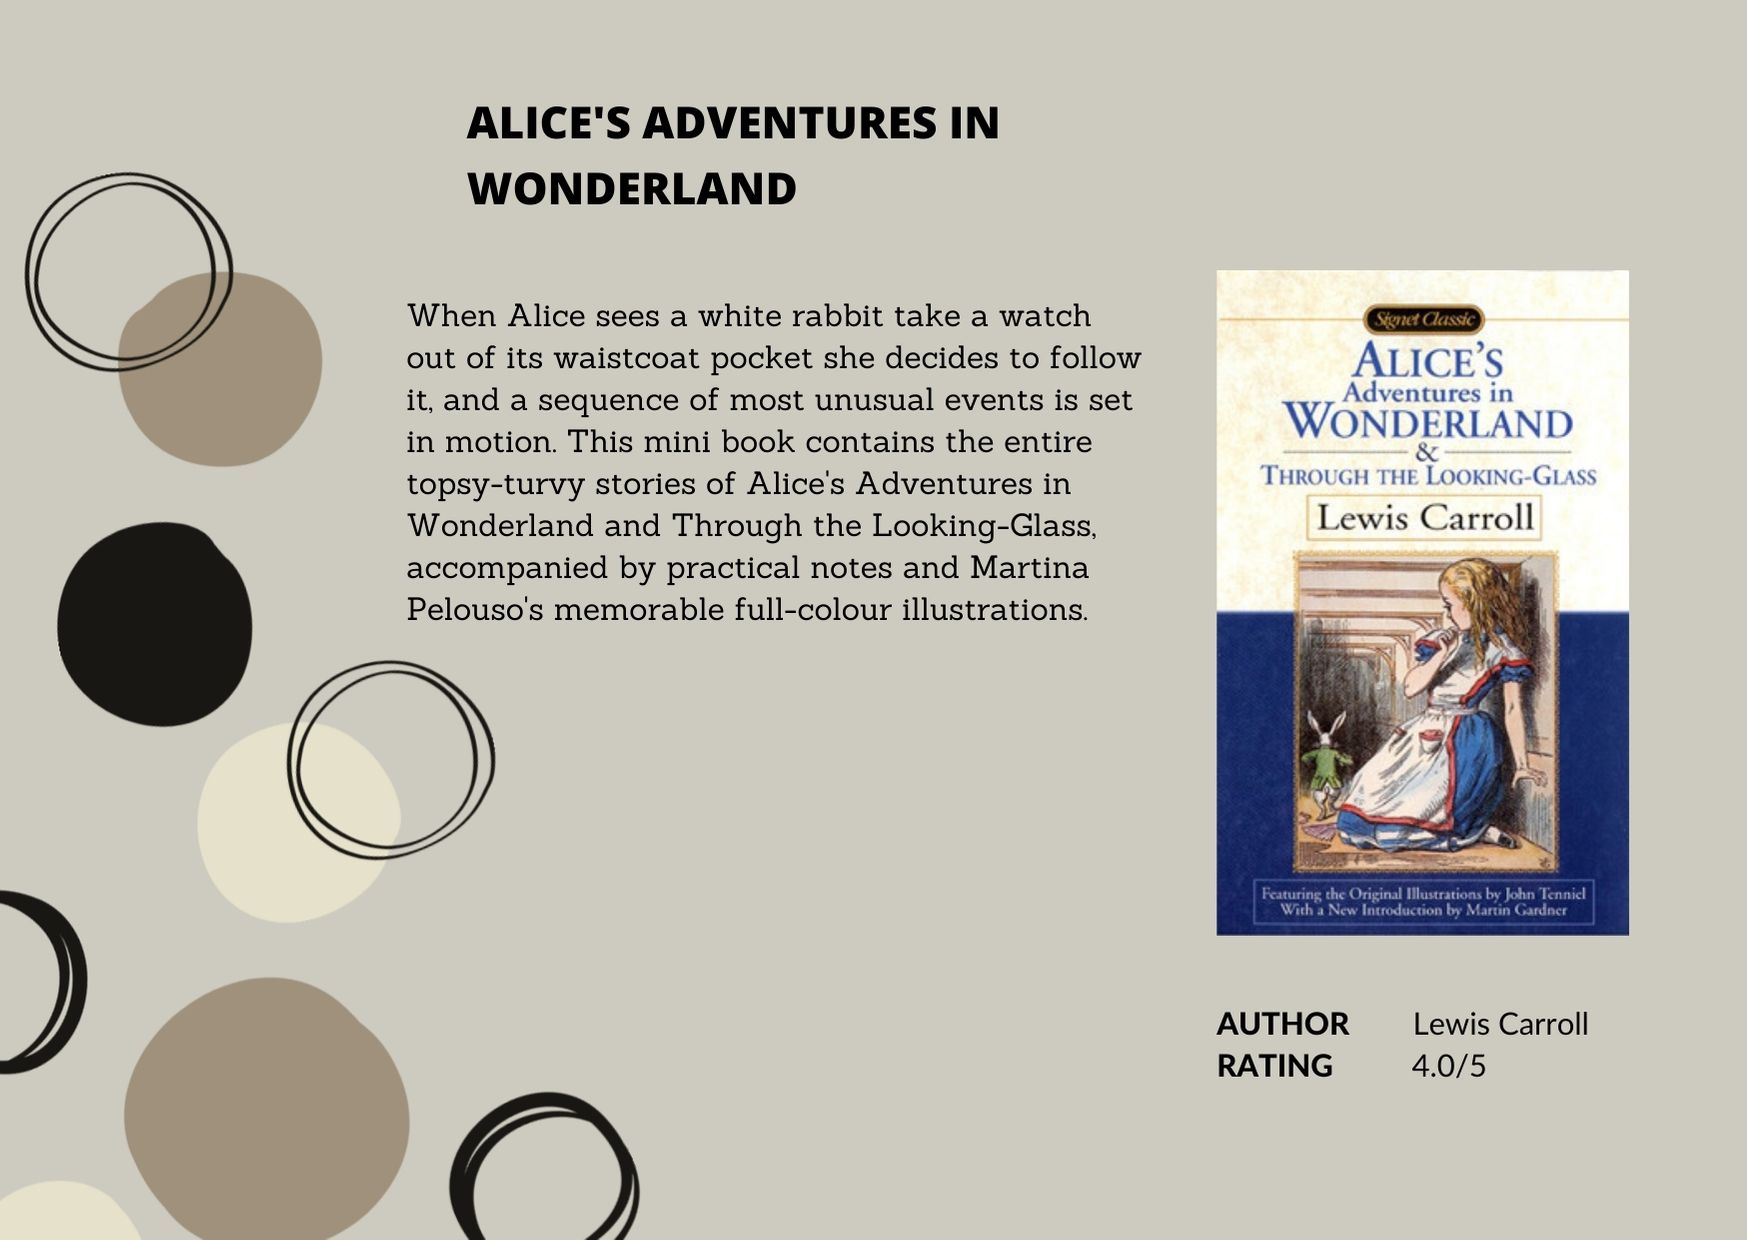 ALICE'S ADVENTURES IN
WONDERLAND
When Alice sees a white rabbit take a watch
out of its waistcoat pocket she decides to follow
it, and a sequence of most unusual events is set
in motion. This mini book contains the entire
topsy-turvy stories of Alice's Adventures in
Wonderland and Through the Looking-Glass,
accompanied by practical notes and Martina
Pelouso's memorable full-colour illustrations.
Signet Classic
ALICE'S
Adventures in
WONDERLAND
&
THROUGH THE LOOKING-GLASS
Lewis Carroll
Featuring the Original Illustrations by John Tenniel
With a New Introduction by Martin Gardner
AUTHOR Lewis Carroll
RATING 4.0/5